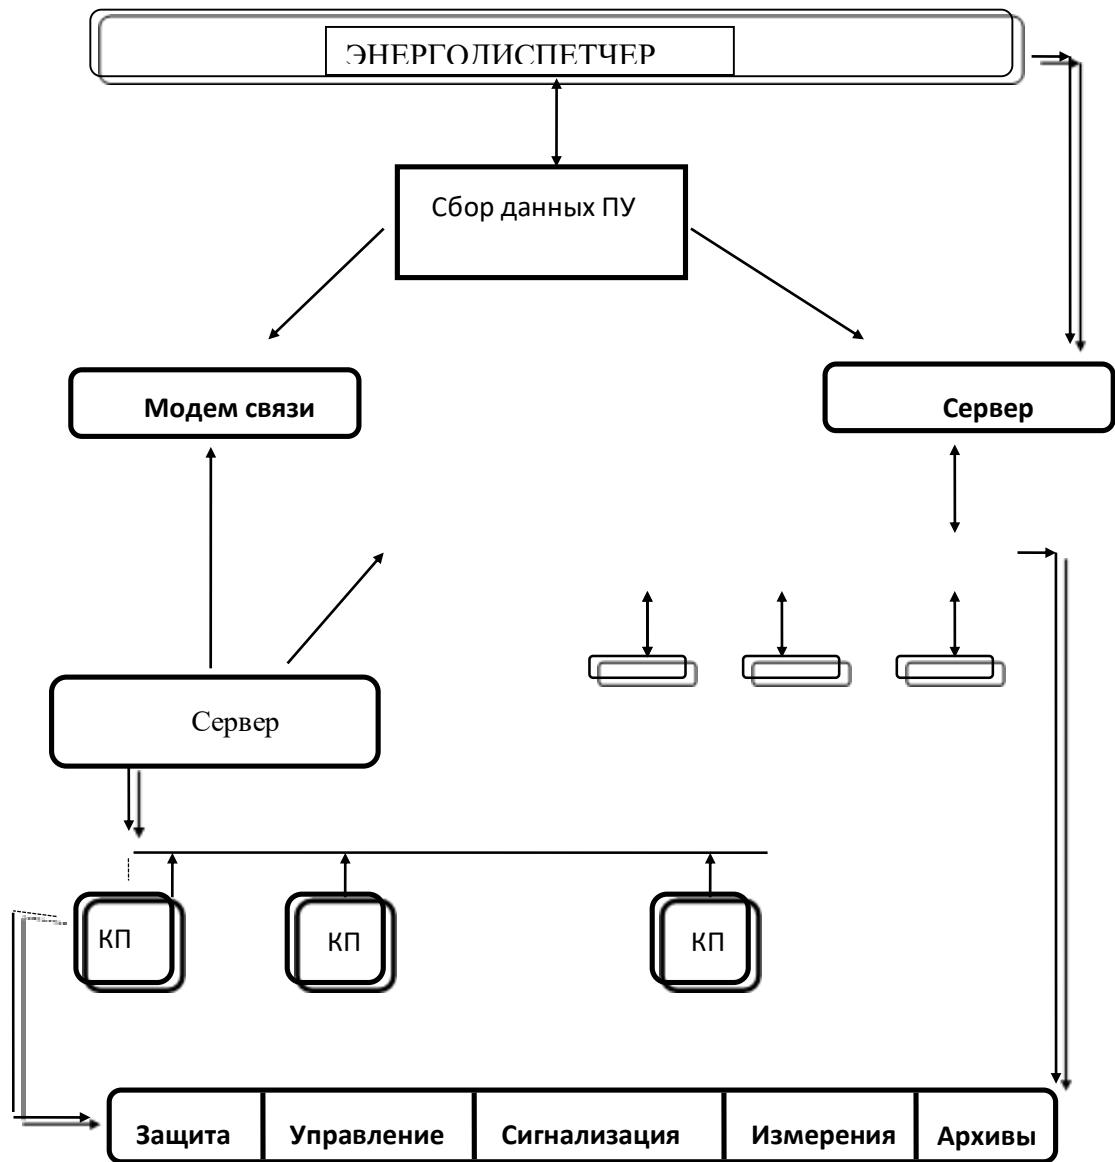 ЭНЕРГОДИСПЕТЧЕР
Сбор данных ПУ
Модем связи
Сервер
Сервер
КП
КП
КП
Защита
Управление
Сигнализация
Измерения
Архивы